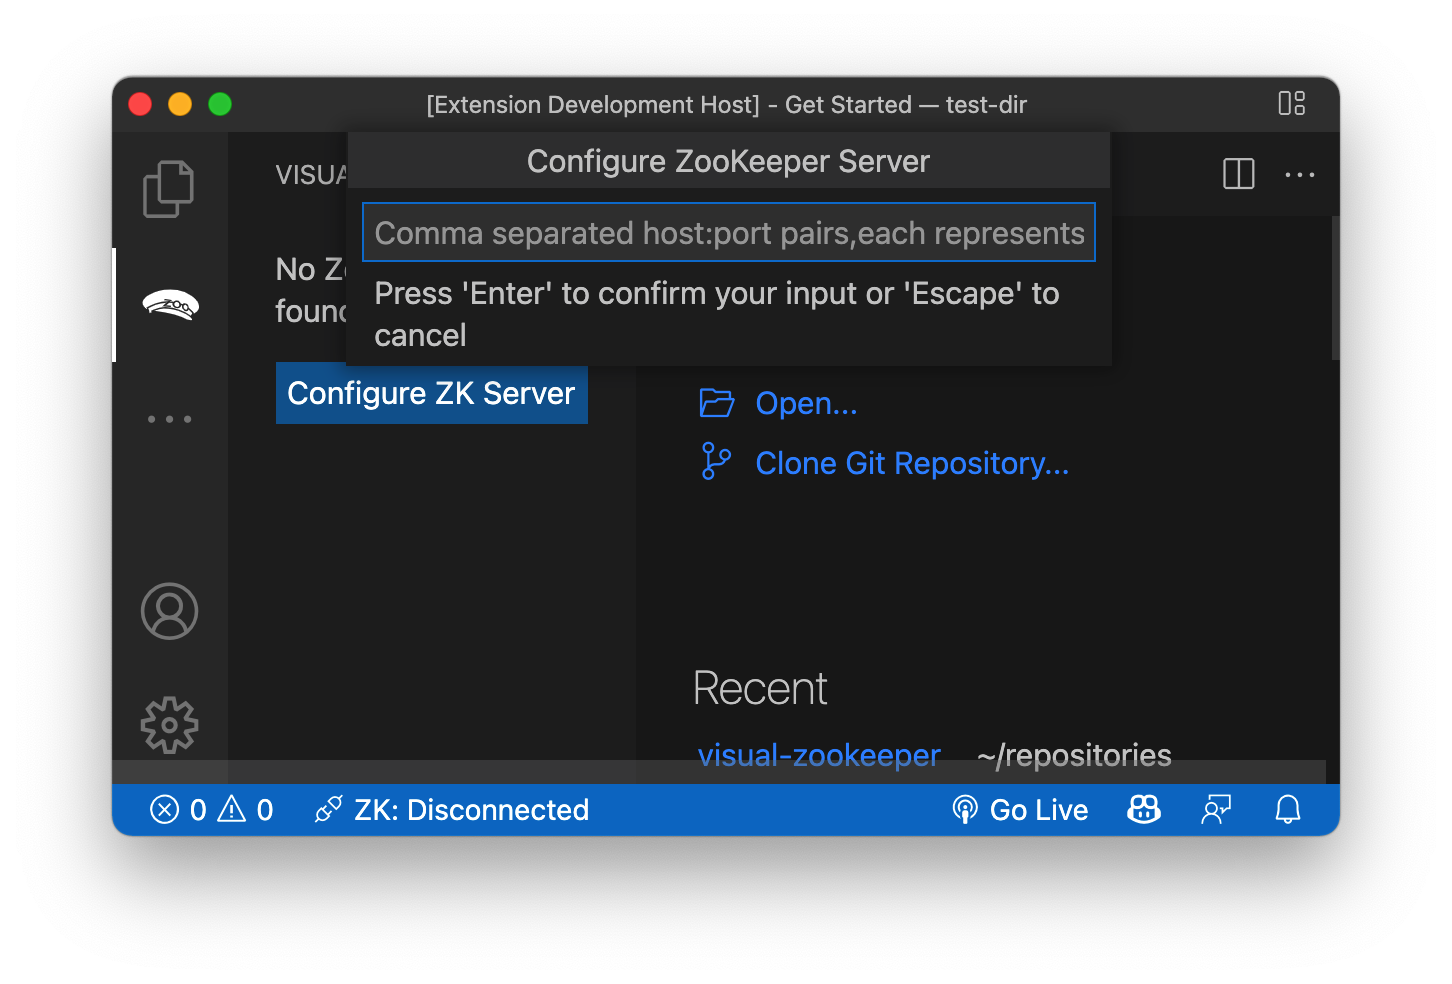 [Extension Development Host] - Get Started — test-dir
Configure ZooKeeper Server
Comma separated host:port pairs,each represents
Press 'Enter' to confirm your input or 'Escape' to
cancel
No
Configure ZK Server
ZOO
Open...
Clone Git Repository...
Recent
visual-zookeeper ~/repositories
0 0 ZK: Disconnected Go Live